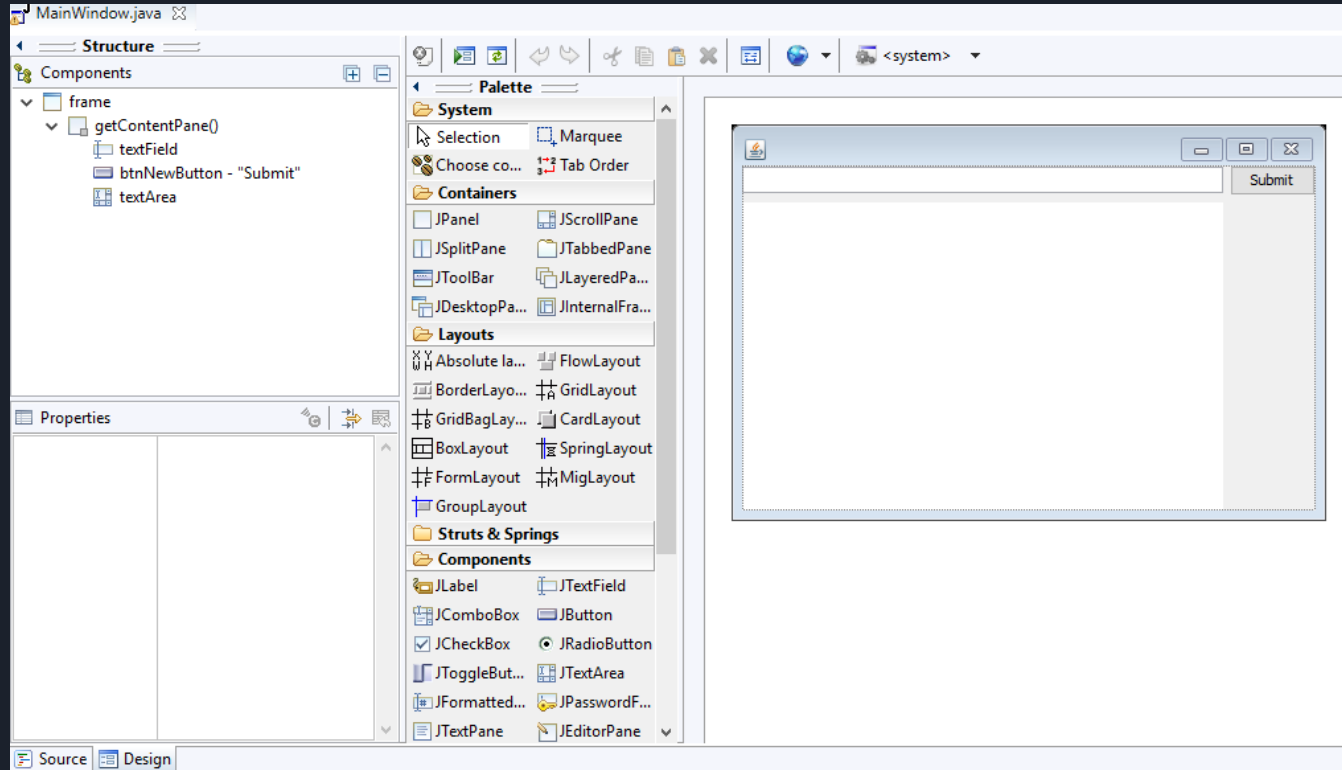 MainWindow.java
Structure
Components
frame
getContentPane()
textField
btnNewButton - "Submit"
textArea
Properties
<system>
Palette
System
Selection Marquee
Choose co... Tab Order
Containers
JPanel JScrollPane
JSplitPane JTabbedPane
JToolBar JLayeredPa...
JDesktopPa... JInternalFra...
Layouts
Absolute la... FlowLayout
BorderLayo... GridLayout
GridBagLay... CardLayout
BoxLayout SpringLayout
FormLayout MigLayout
GroupLayout
Struts & Springs
Components
JLabel JTextField
JComboBox JButton
JCheckBox JRadioButton
JToggleBut... JTextArea
JFormatted... JPasswordF...
JTextPane JEditorPane
Submit
Source Design